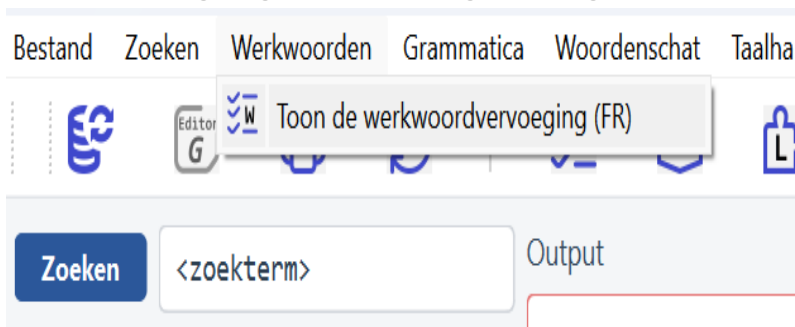 Bestand Zoeken Werkwoorden Grammatica Woordenschat Taalha
W Toon de werkwoordvervoeging (FR)
Editor
G
L
Zoeken <zoekterm> Output